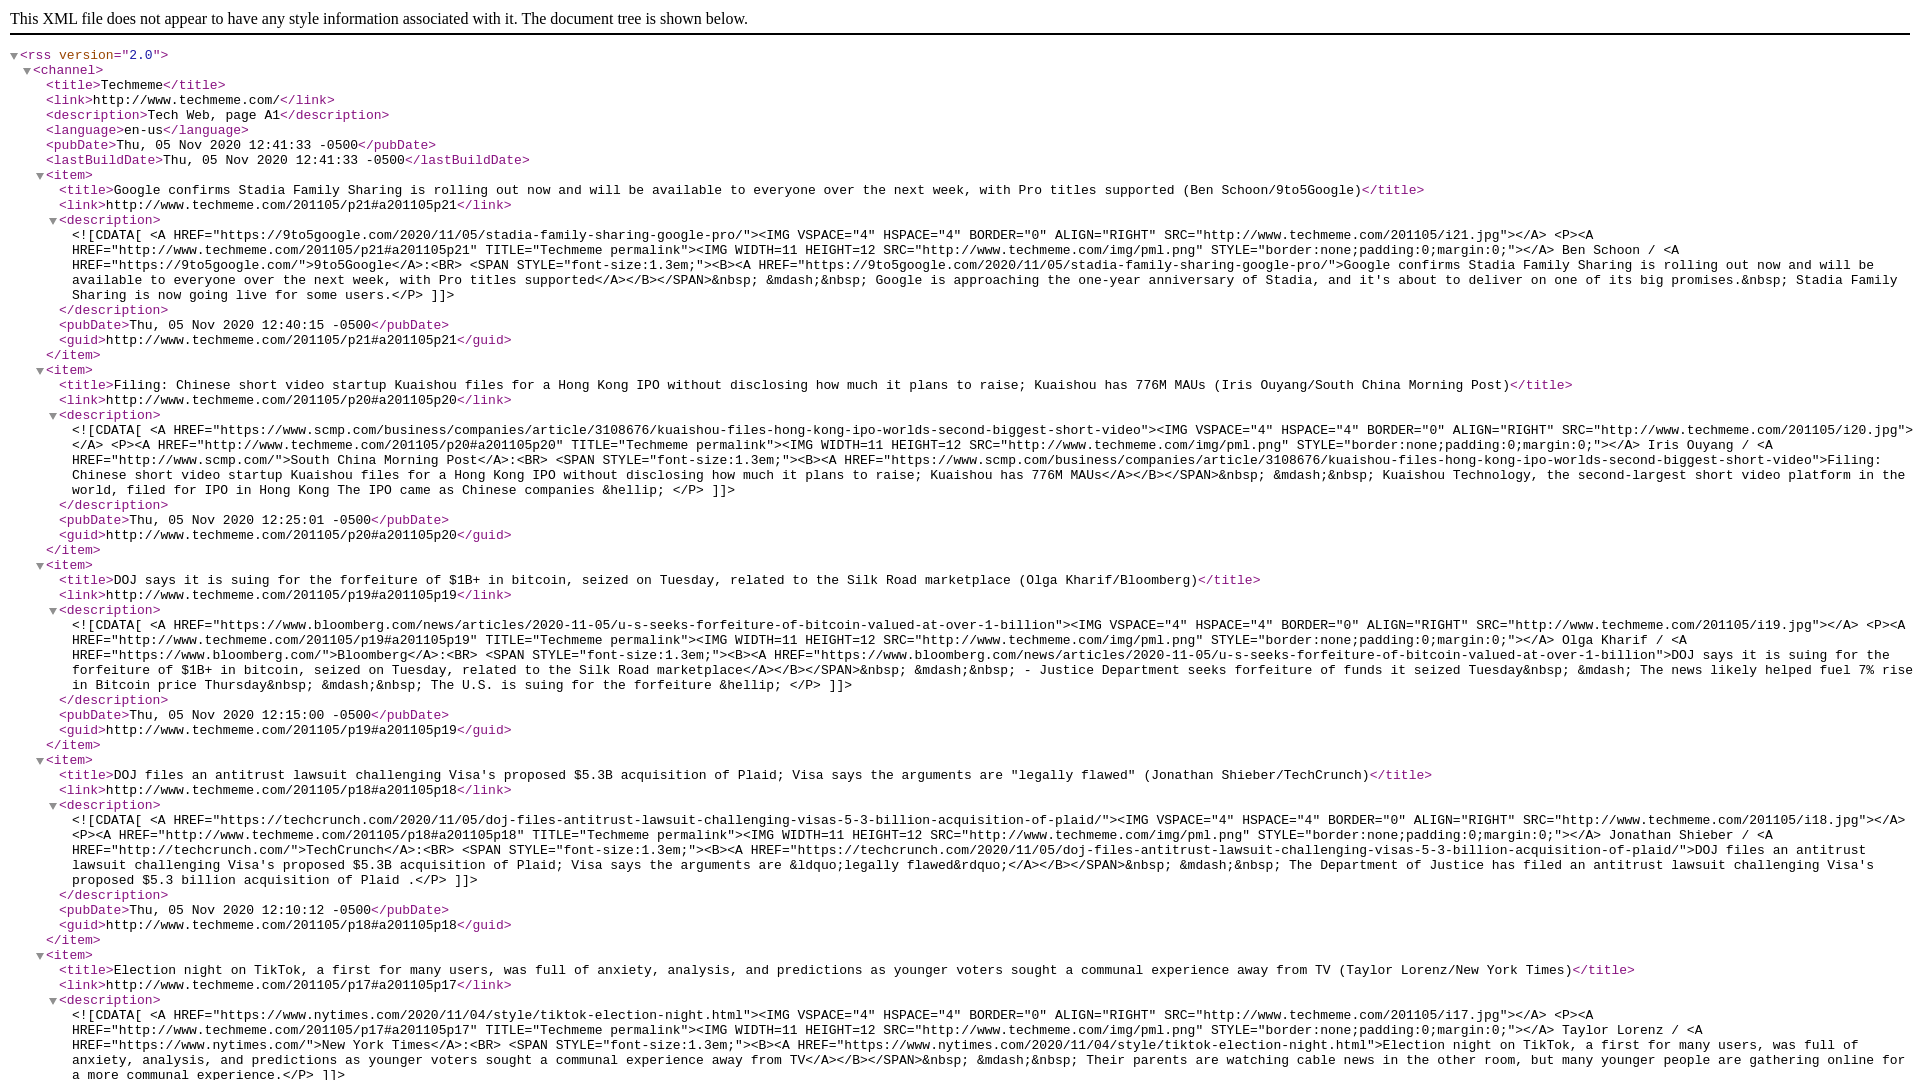 This XML file does not appear to have any style information associated with it. The document tree is shown below.
<rss version="2.0">
<channel>
<title>Techmeme</title>
<link>http://www.techmeme.com/</link>
<description>Tech Web, page A1</description>
<language>en-us</language>
<pubDate>Thu, 05 Nov 2020 12:41:33 -0500</pubDate>
<lastBuildDate>Thu, 05 Nov 2020 12:41:33 -0500</lastBuildDate>
<item>
<title>Google confirms Stadia Family Sharing is rolling out now and will be available to everyone over the next week, with Pro titles supported (Ben Schoon/9to5Google)</title>
<link>http://www.techmeme.com/201105/p21#a201105p21</link>
<description>
<![CDATA[ <A HREF="https://9to5google.com/2020/11/05/stadia-family-sharing-google-pro/"><IMG VSPACE="4" HSPACE="4" BORDER="0" ALIGN="RIGHT" SRC="http://www.techmeme.com/201105/i21.jpg"></A> <P><A
HREF="http://www.techmeme.com/201105/p21#a201105p21" TITLE="Techmeme permalink"><IMG WIDTH=11 HEIGHT=12 SRC="http://www.techmeme.com/img/pml.png" STYLE="border:none;padding:0;margin:0;"></A> Ben Schoon / <A
HREF="https://9to5google.com/">9to5Google</A>:<BR> <SPAN STYLE="font-size:1.3em;"><B><A HREF="https://9to5google.com/2020/11/05/stadia-family-sharing-google-pro/">Google confirms Stadia Family Sharing is rolling out now and will be
available to everyone over the next week, with Pro titles supported</A></B></SPAN>&nbsp; &mdash;&nbsp; Google is approaching the one-year anniversary of Stadia, and it's about to deliver on one of its big promises.&nbsp; Stadia Family
Sharing is now going live for some users.</P> ]]>
</description>
<pubDate>Thu, 05 Nov 2020 12:40:15 -0500</pubDate>
<guid>http://www.techmeme.com/201105/p21#a201105p21</guid>
</item>
<item>
<title>Filing: Chinese short video startup Kuaishou files for a Hong Kong IPO without disclosing how much it plans to raise; Kuaishou has 776M MAUs (Iris Ouyang/South China Morning Post)</title>
<link>http://www.techmeme.com/201105/p20#a201105p20</link>
<description>
<![CDATA[ <A HREF="https://www.scmp.com/business/companies/article/3108676/kuaishou-files-hong-kong-ipo-worlds-second-biggest-short-video"><IMG VSPACE="4" HSPACE="4" BORDER="0" ALIGN="RIGHT" SRC="http://www.techmeme.com/201105/i20.jpg">
</A> <P><A HREF="http://www.techmeme.com/201105/p20#a201105p20" TITLE="Techmeme permalink"><IMG WIDTH=11 HEIGHT=12 SRC="http://www.techmeme.com/img/pml.png" STYLE="border:none;padding:0;margin:0;"></A> Iris Ouyang / <A
HREF="http://www.scmp.com/">South China Morning Post</A>:<BR> <SPAN STYLE="font-size:1.3em;"><B><A HREF="https://www.scmp.com/business/companies/article/3108676/kuaishou-files-hong-kong-ipo-worlds-second-biggest-short-video">Filing:
Chinese short video startup Kuaishou files for a Hong Kong IPO without disclosing how much it plans to raise; Kuaishou has 776M MAUs</A></B></SPAN>&nbsp; &mdash;&nbsp; Kuaishou Technology, the second-largest short video platform in the
world, filed for IPO in Hong Kong The IPO came as Chinese companies &hellip; </P> ]]>
</description>
<pubDate>Thu, 05 Nov 2020 12:25:01 -0500</pubDate>
<guid>http://www.techmeme.com/201105/p20#a201105p20</guid>
</item>
<item>
<title>DOJ says it is suing for the forfeiture of $1B+ in bitcoin, seized on Tuesday, related to the Silk Road marketplace (Olga Kharif/Bloomberg)</title>
<link>http://www.techmeme.com/201105/p19#a201105p19</link>
<description>
<![CDATA[ <A HREF="https://www.bloomberg.com/news/articles/2020-11-05/u-s-seeks-forfeiture-of-bitcoin-valued-at-over-1-billion"><IMG VSPACE="4" HSPACE="4" BORDER="0" ALIGN="RIGHT" SRC="http://www.techmeme.com/201105/i19.jpg"></A> <P><A
HREF="http://www.techmeme.com/201105/p19#a201105p19" TITLE="Techmeme permalink"><IMG WIDTH=11 HEIGHT=12 SRC="http://www.techmeme.com/img/pml.png" STYLE="border:none;padding:0;margin:0;"></A> Olga Kharif / <A
HREF="https://www.bloomberg.com/">Bloomberg</A>:<BR> <SPAN STYLE="font-size:1.3em;"><B><A HREF="https://www.bloomberg.com/news/articles/2020-11-05/u-s-seeks-forfeiture-of-bitcoin-valued-at-over-1-billion">DOJ says it is suing for the
forfeiture of $1B+ in bitcoin, seized on Tuesday, related to the Silk Road marketplace</A></B></SPAN>&nbsp; &mdash;&nbsp; - Justice Department seeks forfeiture of funds it seized Tuesday&nbsp; &mdash; The news likely helped fuel 7% rise
in Bitcoin price Thursday&nbsp; &mdash;&nbsp; The U.S. is suing for the forfeiture &hellip; </P> ]]>
</description>
<pubDate>Thu, 05 Nov 2020 12:15:00 -0500</pubDate>
<guid>http://www.techmeme.com/201105/p19#a201105p19</guid>
</item>
<item>
<title>DOJ files an antitrust lawsuit challenging Visa's proposed $5.3B acquisition of Plaid; Visa says the arguments are "legally flawed" (Jonathan Shieber/TechCrunch)</title>
<link>http://www.techmeme.com/201105/p18#a201105p18</link>
<description>
<![CDATA[ <A HREF="https://techcrunch.com/2020/11/05/doj-files-antitrust-lawsuit-challenging-visas-5-3-billion-acquisition-of-plaid/"><IMG VSPACE="4" HSPACE="4" BORDER="0" ALIGN="RIGHT" SRC="http://www.techmeme.com/201105/i18.jpg"></A>
<P><A HREF="http://www.techmeme.com/201105/p18#a201105p18" TITLE="Techmeme permalink"><IMG WIDTH=11 HEIGHT=12 SRC="http://www.techmeme.com/img/pml.png" STYLE="border:none;padding:0;margin:0;"></A> Jonathan Shieber / <A
HREF="http://techcrunch.com/">TechCrunch</A>:<BR> <SPAN STYLE="font-size:1.3em;"><B><A HREF="https://techcrunch.com/2020/11/05/doj-files-antitrust-lawsuit-challenging-visas-5-3-billion-acquisition-of-plaid/">DOJ files an antitrust
lawsuit challenging Visa's proposed $5.3B acquisition of Plaid; Visa says the arguments are &ldquo;legally flawed&rdquo;</A></B></SPAN>&nbsp; &mdash;&nbsp; The Department of Justice has filed an antitrust lawsuit challenging Visa's
proposed $5.3 billion acquisition of Plaid .</P> ]]>
</description>
<pubDate>Thu, 05 Nov 2020 12:10:12 -0500</pubDate>
<guid>http://www.techmeme.com/201105/p18#a201105p18</guid>
</item>
<item>
<title>Election night on TikTok, a first for many users, was full of anxiety, analysis, and predictions as younger voters sought a communal experience away from TV (Taylor Lorenz/New York Times)</title>
<link>http://www.techmeme.com/201105/p17#a201105p17</link>
<description>
<![CDATA[ <A HREF="https://www.nytimes.com/2020/11/04/style/tiktok-election-night.html"><IMG VSPACE="4" HSPACE="4" BORDER="0" ALIGN="RIGHT" SRC="http://www.techmeme.com/201105/i17.jpg"></A> <P><A
HREF="http://www.techmeme.com/201105/p17#a201105p17" TITLE="Techmeme permalink"><IMG WIDTH=11 HEIGHT=12 SRC="http://www.techmeme.com/img/pml.png" STYLE="border:none;padding:0;margin:0;"></A> Taylor Lorenz / <A
HREF="https://www.nytimes.com/">New York Times</A>:<BR> <SPAN STYLE="font-size:1.3em;"><B><A HREF="https://www.nytimes.com/2020/11/04/style/tiktok-election-night.html">Election night on TikTok, a first for many users, was full of
anxiety, analysis, and predictions as younger voters sought a communal experience away from TV</A></B></SPAN>&nbsp; &mdash;&nbsp; Their parents are watching cable news in the other room, but many younger people are gathering online for
a more communal experience.</P> ]]>